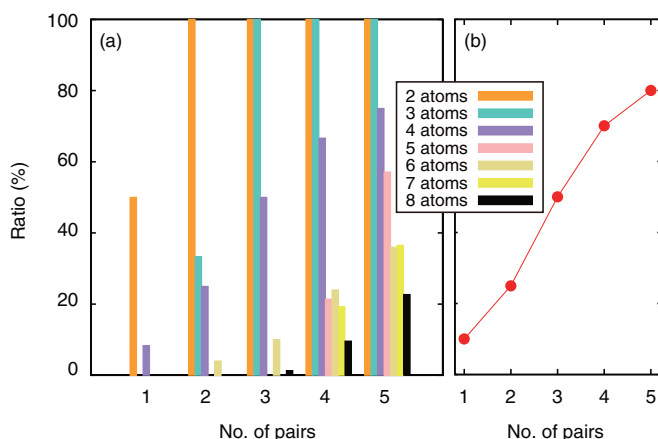 (a)
(b)
100
80
60
40
20
0
Ratio (%)
2 atoms
3 atoms
4 atoms
5 atoms
6 atoms
7 atoms
8 atoms
1 2 3 4 5
1 2 3 4 5
No. of pairs
No. of pairs